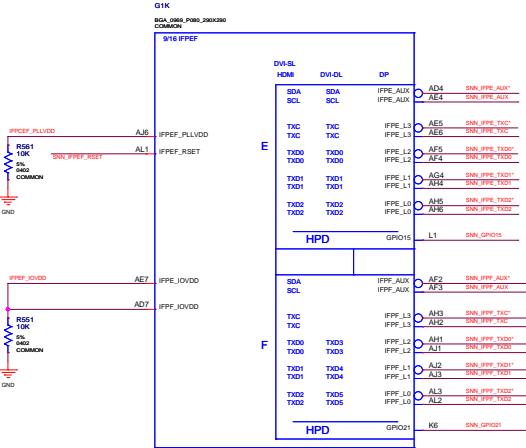 G1K
BGA_0969_P080_290X290
COMMON
9/16 IFPEF
DVI-SL
HDMI DVI-DL DP
SDA SDA IFPE_AUX AD4 SNN_IFPE_AUX*
SCL SCL IFPE_AUX AE4 SNN_IFPE_AUX
TXC TXC IFPE_L3 AE5 SNN_IFPE_TXC*
TXC TXC IFPE_L3 AE6 SNN_IFPE_TXC
IFPCEF_PLLVDD AJ6 IFPEF_PLLVDD
SNN_IFPEF_RSET AL1 IFPEF_RSET
R561
10K
5%
0402
COMMON
GND
E
TXD0 TXD0 IFPE_L2 AF5 SNN_IFPE_TXD0*
TXD0 TXD0 IFPE_L2 AF4 SNN_IFPE_TXD0
TXD1 TXD1 IFPE_L1 AG4 SNN_IFPE_TXD1*
TXD1 TXD1 IFPE_L1 AH4 SNN_IFPE_TXD1
TXD2 TXD2 IFPE_L0 AH5 SNN_IFPE_TXD2*
TXD2 TXD2 IFPE_L0 AH6 SNN_IFPE_TXD2
HPD GPIO15 L1 SNN_GPIO15
IFPEF_IOVDD AE7 IFPE_IOVDD
AD7 IFPF_IOVDD
R551
10K
5%
0402
COMMON
GND
SDA IFPF_AUX AF2 SNN_IFPF_AUX*
SCL IFPF_AUX AF3 SNN_IFPF_AUX
TXC IFPF_L3 AH3 SNN_IFPF_TXC*
TXC IFPF_L3 AH2 SNN_IFPF_TXC
F
TXD0 TXD3 IFPF_L2 AH1 SNN_IFPF_TXD0*
TXD0 TXD3 IFPF_L2 AJ1 SNN_IFPF_TXD0
TXD1 TXD4 IFPF_L1 AJ2 SNN_IFPF_TXD1*
TXD1 TXD4 IFPF_L1 AJ3 SNN_IFPF_TXD1
TXD2 TXD5 IFPF_L0 AL3 SNN_IFPF_TXD2*
TXD2 TXD5 IFPF_L0 AL2 SNN_IFPF_TXD2
HPD GPIO21 K6 SNN_GPIO21